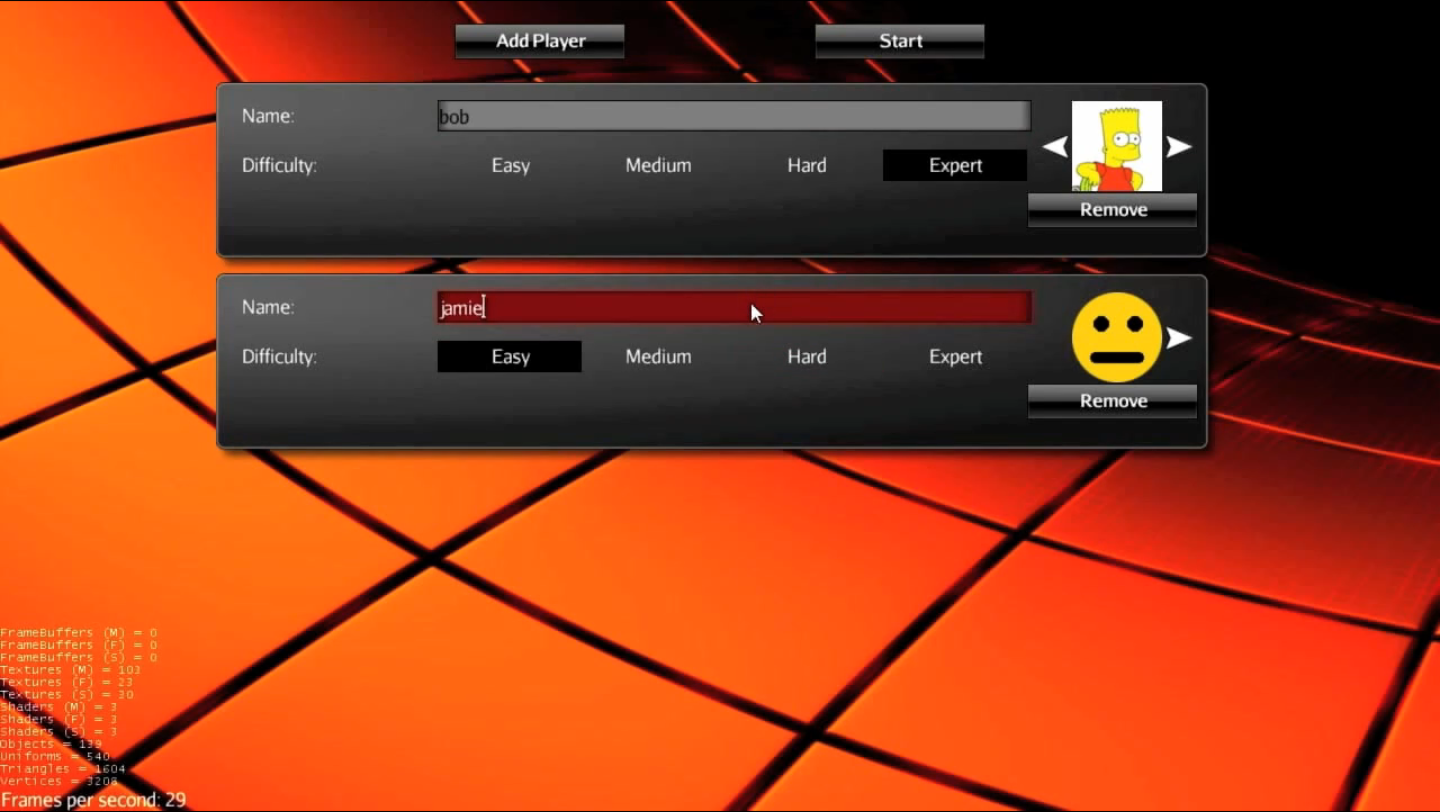 Add Player Start
Name: bob
Difficulty: Easy Medium Hard Expert
Remove
Name: jamie
Difficulty: Easy Medium Hard Expert
Remove
FrameBuffers (M) = 0
FrameBuffers (F) = 0
FrameBuffers (S) = 0
Textures (M) = 103
Textures (F) = 23
Textures (S) = 30
Shaders (M) = 3
Shaders (F) = 3
Shaders (S) = 3
Objects = 139
Uniforms = 540
Triangles = 1604
Vertices = 3208
Frames per second: 29